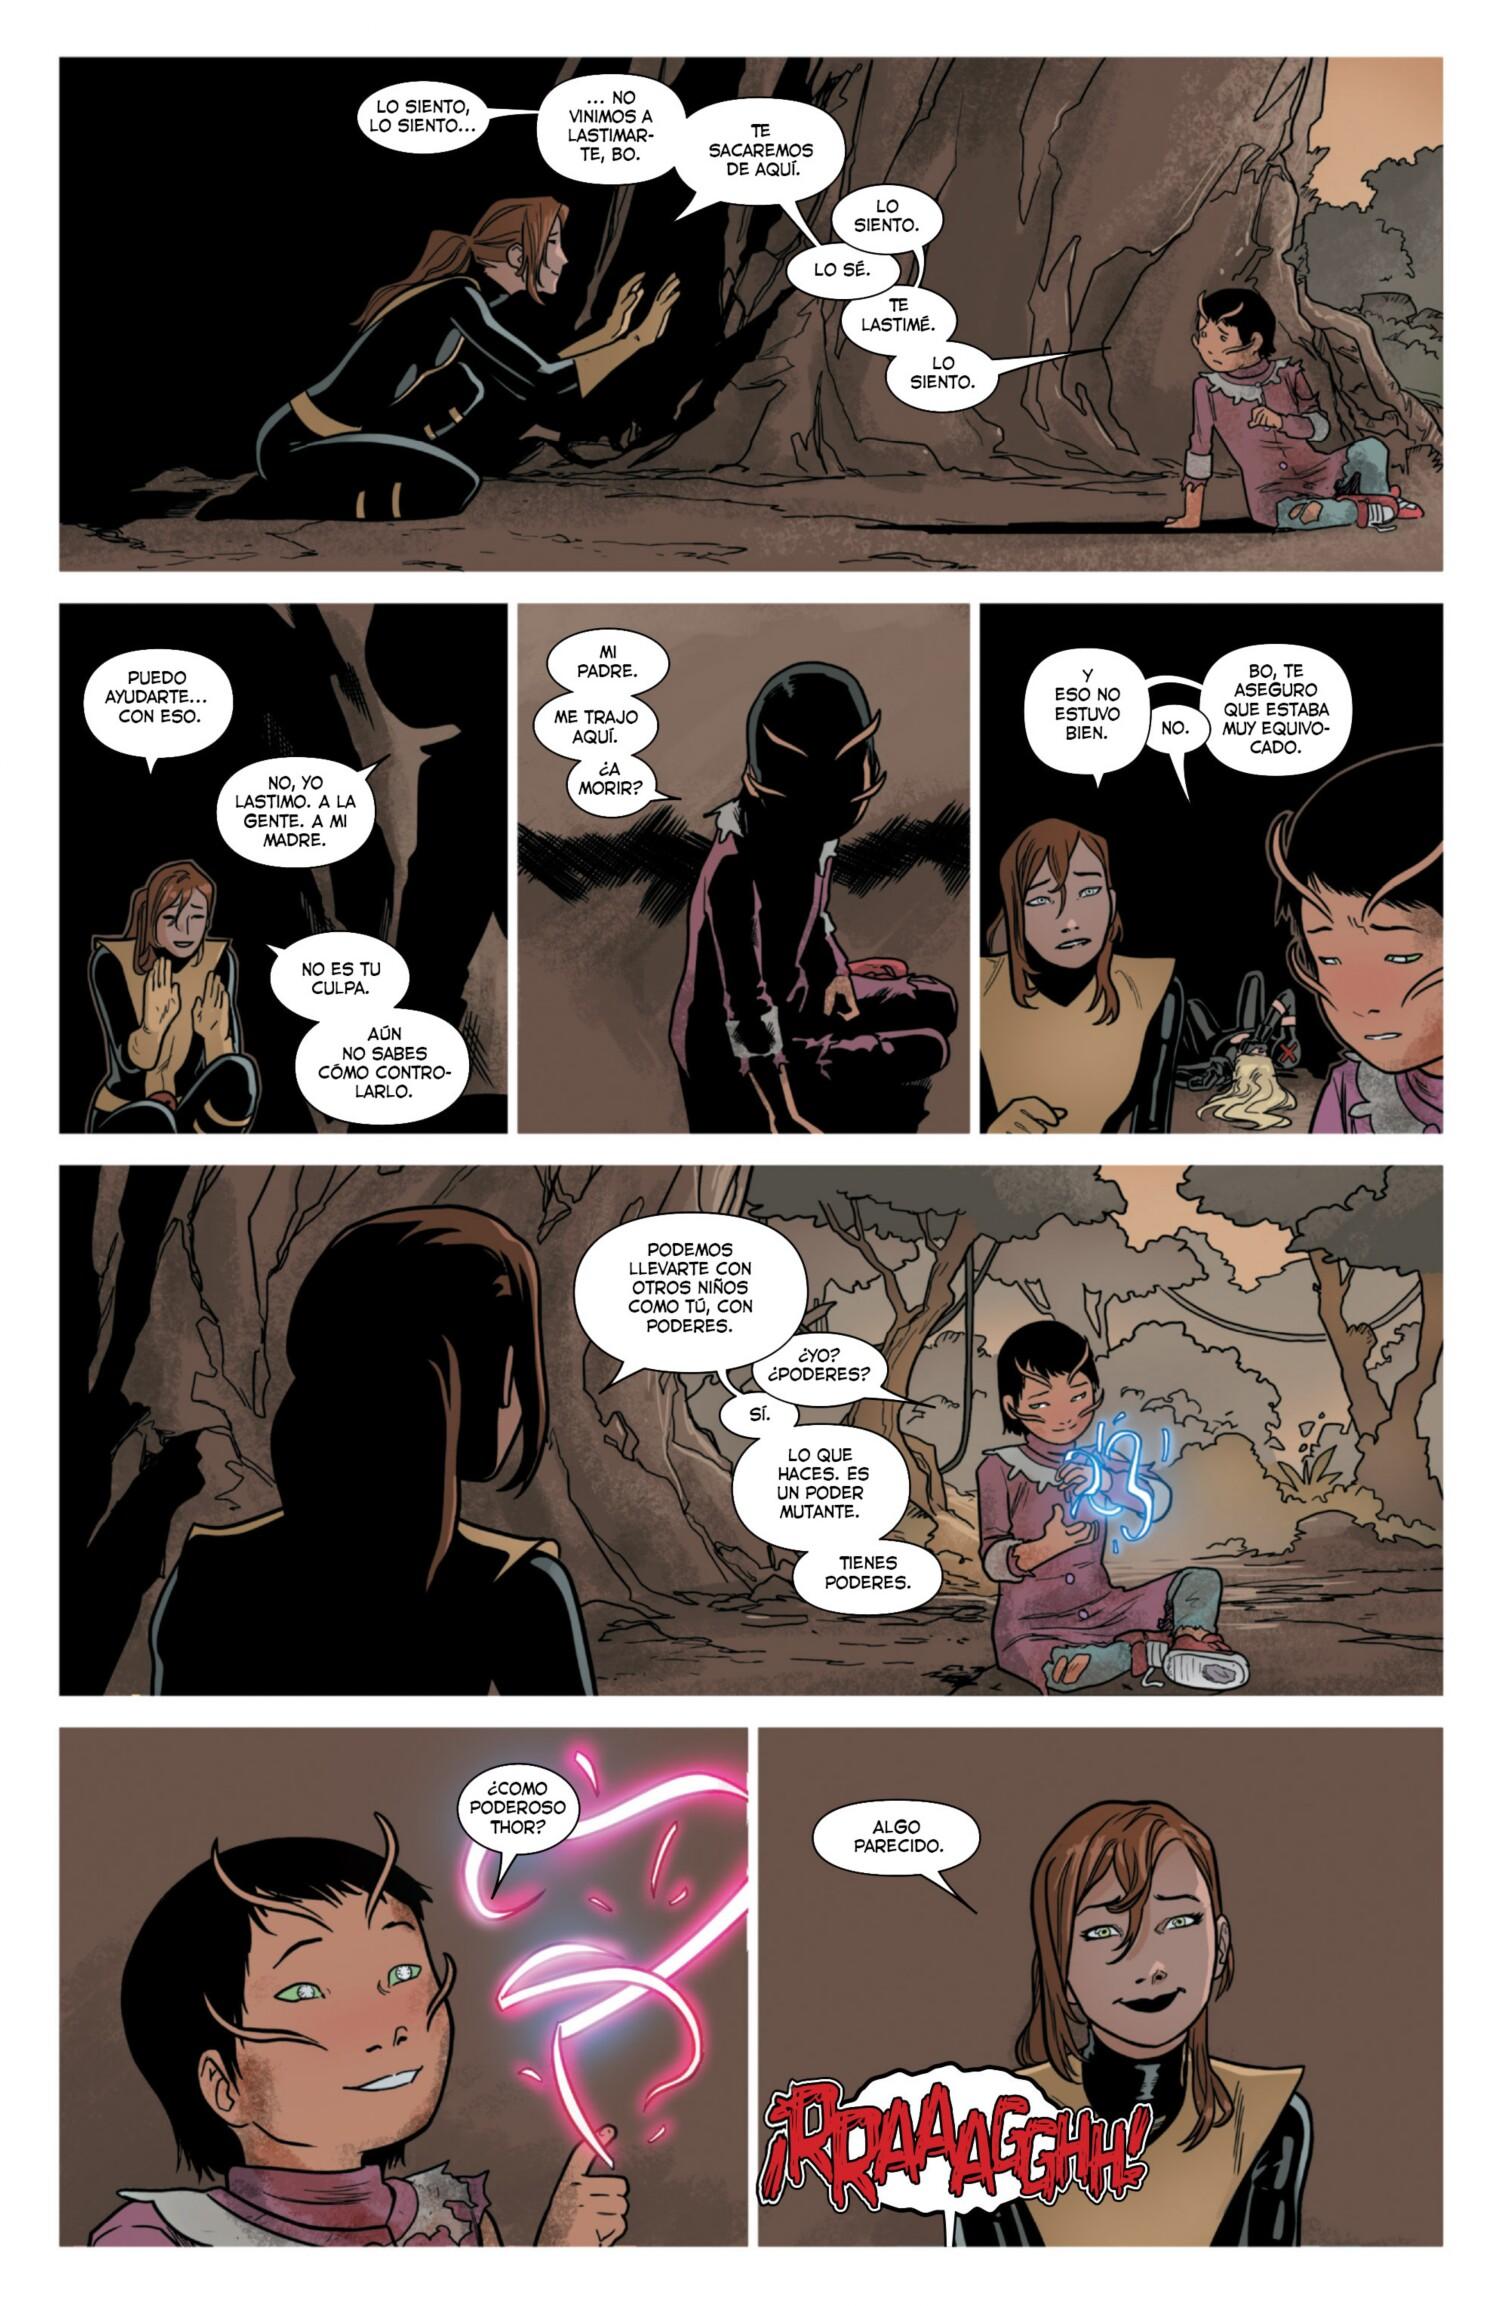 LO SIENTO,
LO SIENTO...
... NO
VINIMOS A
LASTIMAR-
TE, BO.
TE
SACAREMOS
DE AQUÍ.
LO
SIENTO.
LO SÉ.
TE
LASTIMÉ.
LO
SIENTO.
PUEDO
AYUDARTE...
CON ESO.
NO, YO
LASTIMO. A LA
GENTE. A MI
MADRE.
NO ES TU
CULPA.
AÚN
NO SABES
CÓMO CONTRO-
LARLO.
MI
PADRE.
ME TRAJO
AQUÍ.
¿A
MORIR?
Y
ESO NO
ESTUVO
BIEN.
NO.
BO, TE
ASEGURO
QUE ESTABA
MUY EQUIVO-
CADO.
PODEMOS
LLEVARTE CON
OTROS NIÑOS
COMO TÚ, CON
PODERES.
¿YO?
¿PODERES?
SÍ.
LO QUE
HACES. ES
UN PODER
MUTANTE.
TIENES
PODERES.
¿COMO
PODEROSO
THOR?
ALGO
PARECIDO.
¡RRAAAGGHH!